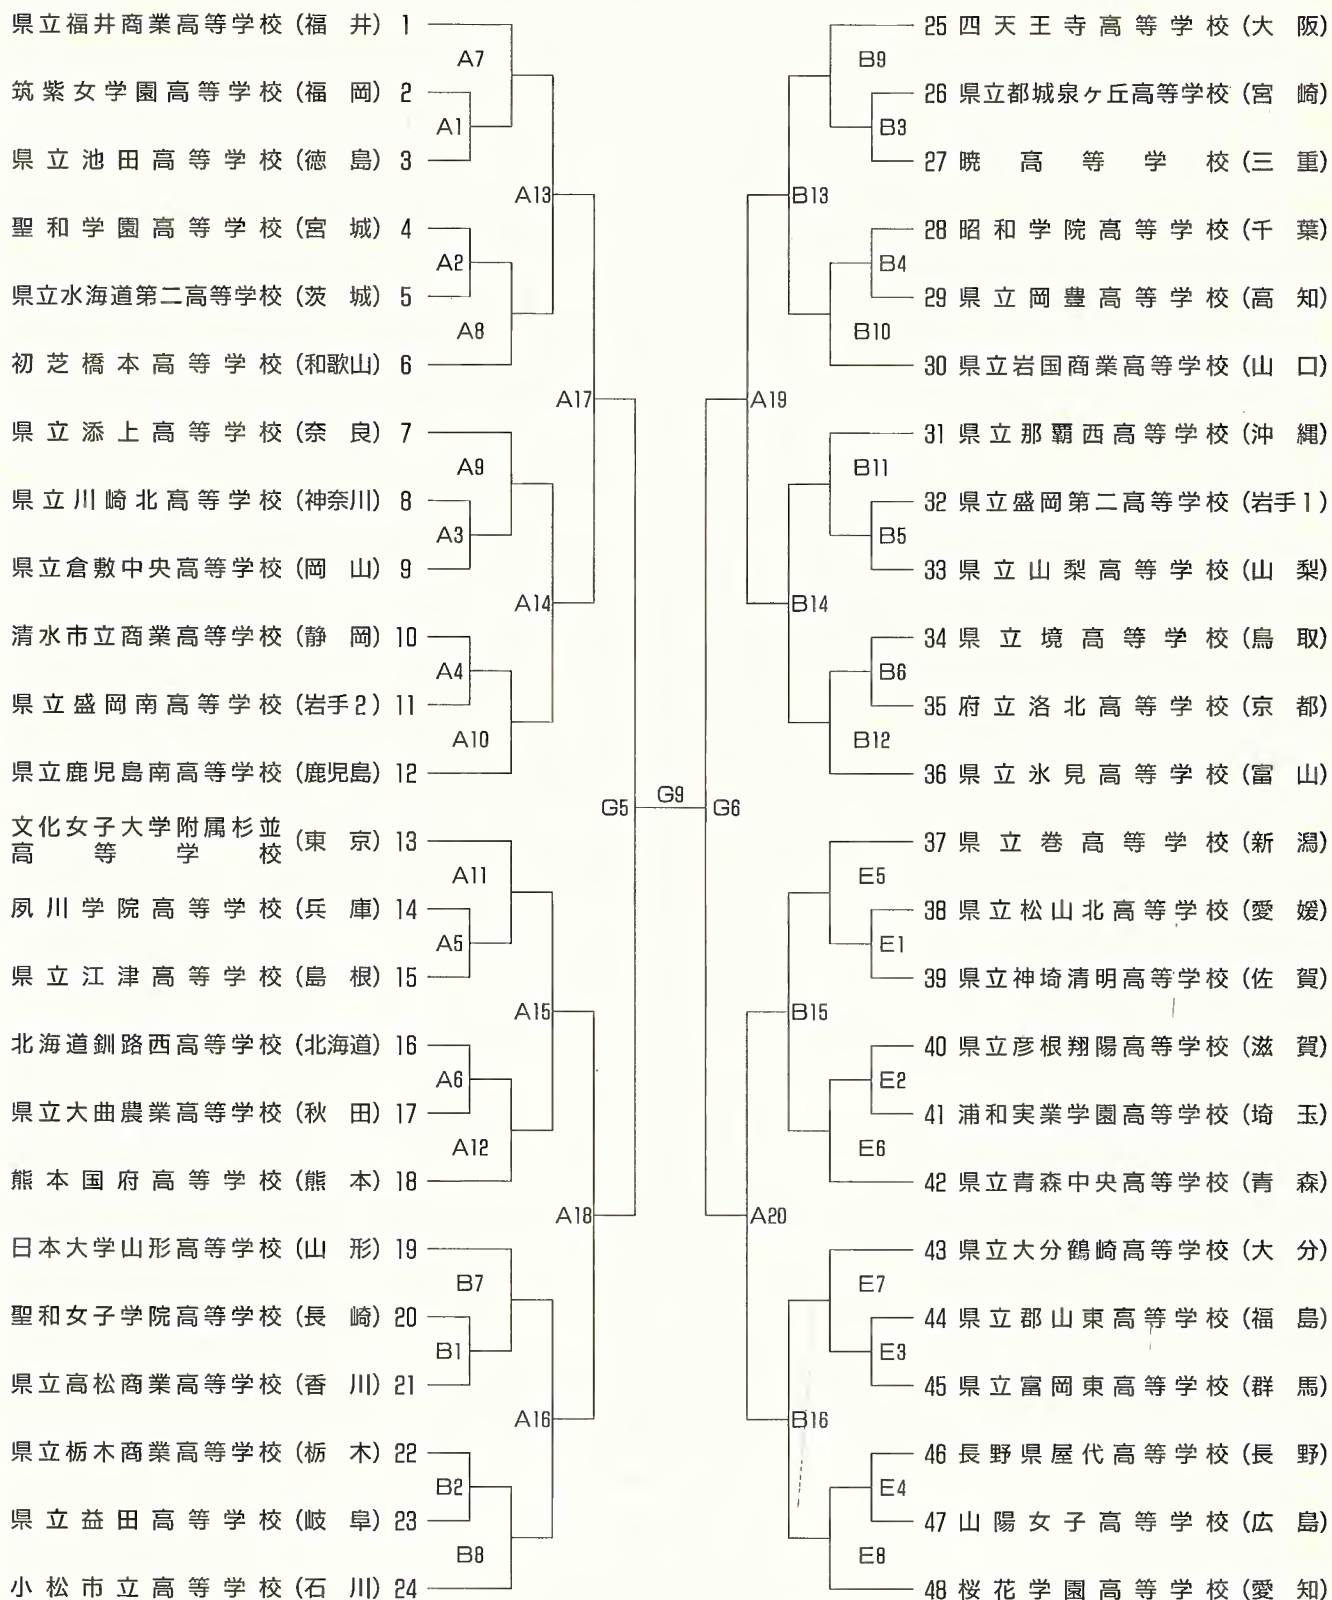 県立福井商業高等学校(福 井) 1
A7
筑紫女学園高等学校(福 岡) 2
A1
県立池田高等学校(徳 島) 3
A13
聖和学園高等学校(宮 城) 4
A2
県立水海道第二高等学校(茨 城) 5
A8
初芝橋本高等学校(和歌山) 6
A17
県立添上高等学校(奈 良) 7
A9
県立川崎北高等学校(神奈川) 8
A3
県立倉敷中央高等学校(岡 山) 9
A14
清水市立商業高等学校(静 岡) 10
A4
県立盛岡南高等学校(岩手2) 11
A10
県立鹿児島南高等学校(鹿児島) 12
G5 G9 G6
文化女子大学附属杉並
高等学校(東 京) 13
A11
夙川学院高等学校(兵 庫) 14
A5
県立江津高等学校(島 根) 15
A15
北海道釧路西高等学校(北海道) 16
A6
県立大曲農業高等学校(秋 田) 17
A12
熊本国府高等学校(熊 本) 18
A18
日本大学山形高等学校(山 形) 19
B7
聖和女子学院高等学校(長 崎) 20
B1
県立高松商業高等学校(香 川) 21
A16
県立栃木商業高等学校(栃 木) 22
B2
県立益田高等学校(岐 阜) 23
B8
小松市立高等学校(石 川) 24
25 四天王寺高等学校(大 阪)
B9
26 県立都城泉ヶ丘高等学校(宮 崎)
B3
27 暁高等学校(三 重)
B13
28 昭和学院高等学校(千 葉)
B4
29 県立岡豊高等学校(高 知)
B10
30 県立岩国商業高等学校(山 口)
A19
31 県立那覇西高等学校(沖 縄)
B11
32 県立盛岡第二高等学校(岩手1)
B5
33 県立山梨高等学校(山 梨)
B14
34 県立境高等学校(鳥 取)
B6
35 府立洛北高等学校(京 都)
B12
36 県立氷見高等学校(富 山)
37 県立巻高等学校(新 潟)
E5
38 県立松山北高等学校(愛 媛)
E1
39 県立神埼清明高等学校(佐 賀)
B15
40 県立彦根翔陽高等学校(滋 賀)
E2
41 浦和実業学園高等学校(埼 玉)
E6
42 県立青森中央高等学校(青 森)
A20
43 県立大分鶴崎高等学校(大 分)
E7
44 県立郡山東高等学校(福 島)
E3
45 県立富岡東高等学校(群 馬)
B16
46 長野県屋代高等学校(長 野)
E4
47 山陽女子高等学校(広 島)
E8
48 桜花学園高等学校(愛 知)